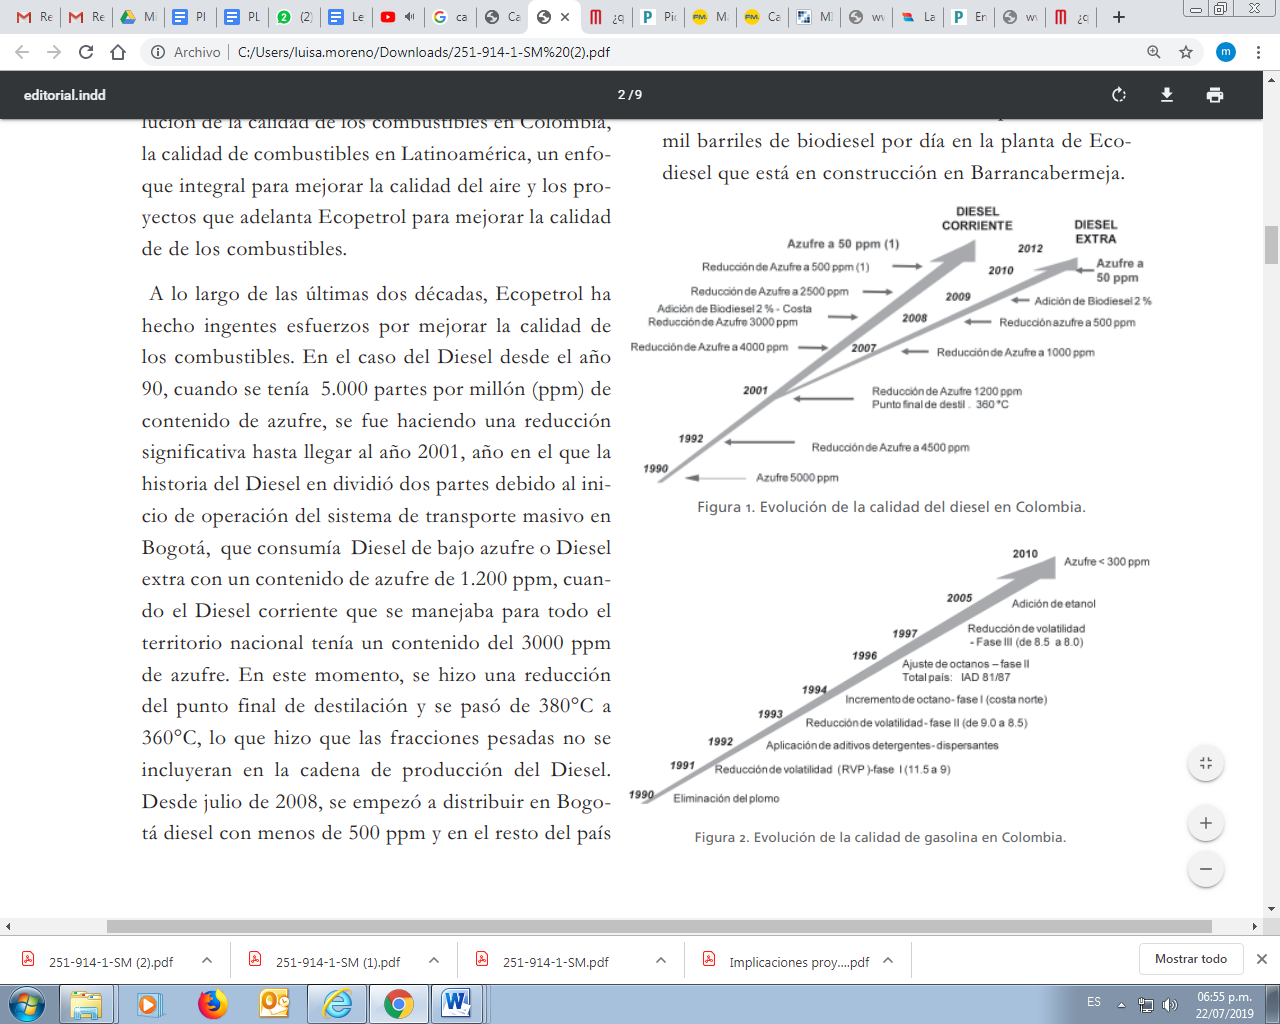 Re
Re
Mi
PI
PL
(2)
Le
ca
Ca
¿q
Pic
M
Ca
MI
w
La
En
w
¿q
Archivo
C:/Users/luisa.moreno/Downloads/251-914-1-SM%20(2).pdf
m
editorial.indd
2 / 9
lución de la calidad de los combustibles en Colombia,
la calidad de combustibles en Latinoamérica, un enfo-
que integral para mejorar la calidad del aire y los pro-
yectos que adelanta Ecopetrol para mejorar la calidad
de de los combustibles.
A lo largo de las últimas dos décadas, Ecopetrol ha
hecho ingentes esfuerzos por mejorar la calidad de
los combustibles. En el caso del Diesel desde el año
90, cuando se tenía 5.000 partes por millón (ppm) de
contenido de azufre, se fue haciendo una reducción
significativa hasta llegar al año 2001, año en el que la
historia del Diesel en dividió dos partes debido al ini-
cio de operación del sistema de transporte masivo en
Bogotá, que consumía Diesel de bajo azufre o Diesel
extra con un contenido de azufre de 1.200 ppm, cuan-
do el Diesel corriente que se manejaba para todo el
territorio nacional tenía un contenido del 3000 ppm
de azufre. En este momento, se hizo una reducción
del punto final de destilación y se pasó de 380°C a
360°C, lo que hizo que las fracciones pesadas no se
incluyeran en la cadena de producción del Diesel.
Desde julio de 2008, se empezó a distribuir en Bogo-
tá diesel con menos de 500 ppm y en el resto del país
mil barriles de biodiesel por día en la planta de Eco-
diesel que está en construcción en Barrancabermeja.
DIESEL
CORRIENTE
DIESEL
EXTRA
Azufre a 50 ppm (1)
2012
Reducción de Azufre a 500 ppm (1)
2010
Azufre a
50 ppm
Reducción de Azufre a 2500 ppm
2009
Adición de Biodiesel 2 %
Adición de Biodiesel 2 % - Costa
Reducción de Azufre 3000 ppm
2008
Reducción azufre a 500 ppm
Reducción de Azufre a 4000 ppm
2007
Reducción de Azufre a 1000 ppm
2001
Reducción de Azufre 1200 ppm
Punto final de destil . 360 °C
1992
Reducción de Azufre a 4500 ppm
1990
Azufre 5000 ppm
Figura 1. Evolución de la calidad del diesel en Colombia.
2010
Azufre < 300 ppm
2005
Adición de etanol
1997
Reducción de volatilidad
- Fase III (de 8.5 a 8.0)
1996
Ajuste de octanos – fase II
Total país: IAD 81/87
1994
Incremento de octano- fase I (costa norte)
1993
Reducción de volatilidad - fase II (de 9.0 a 8.5)
1992
Aplicación de aditivos detergentes- dispersantes
1991
Reducción de volatilidad (RVP )-fase I (11.5 a 9)
1990
Eliminación del plomo
Figura 2. Evolución de la calidad de gasolina en Colombia.
251-914-1-SM (2).pdf
251-914-1-SM (1).pdf
251-914-1-SM.pdf
Implicaciones proy....pdf
Mostrar todo
ES
06:55 p.m.
22/07/2019